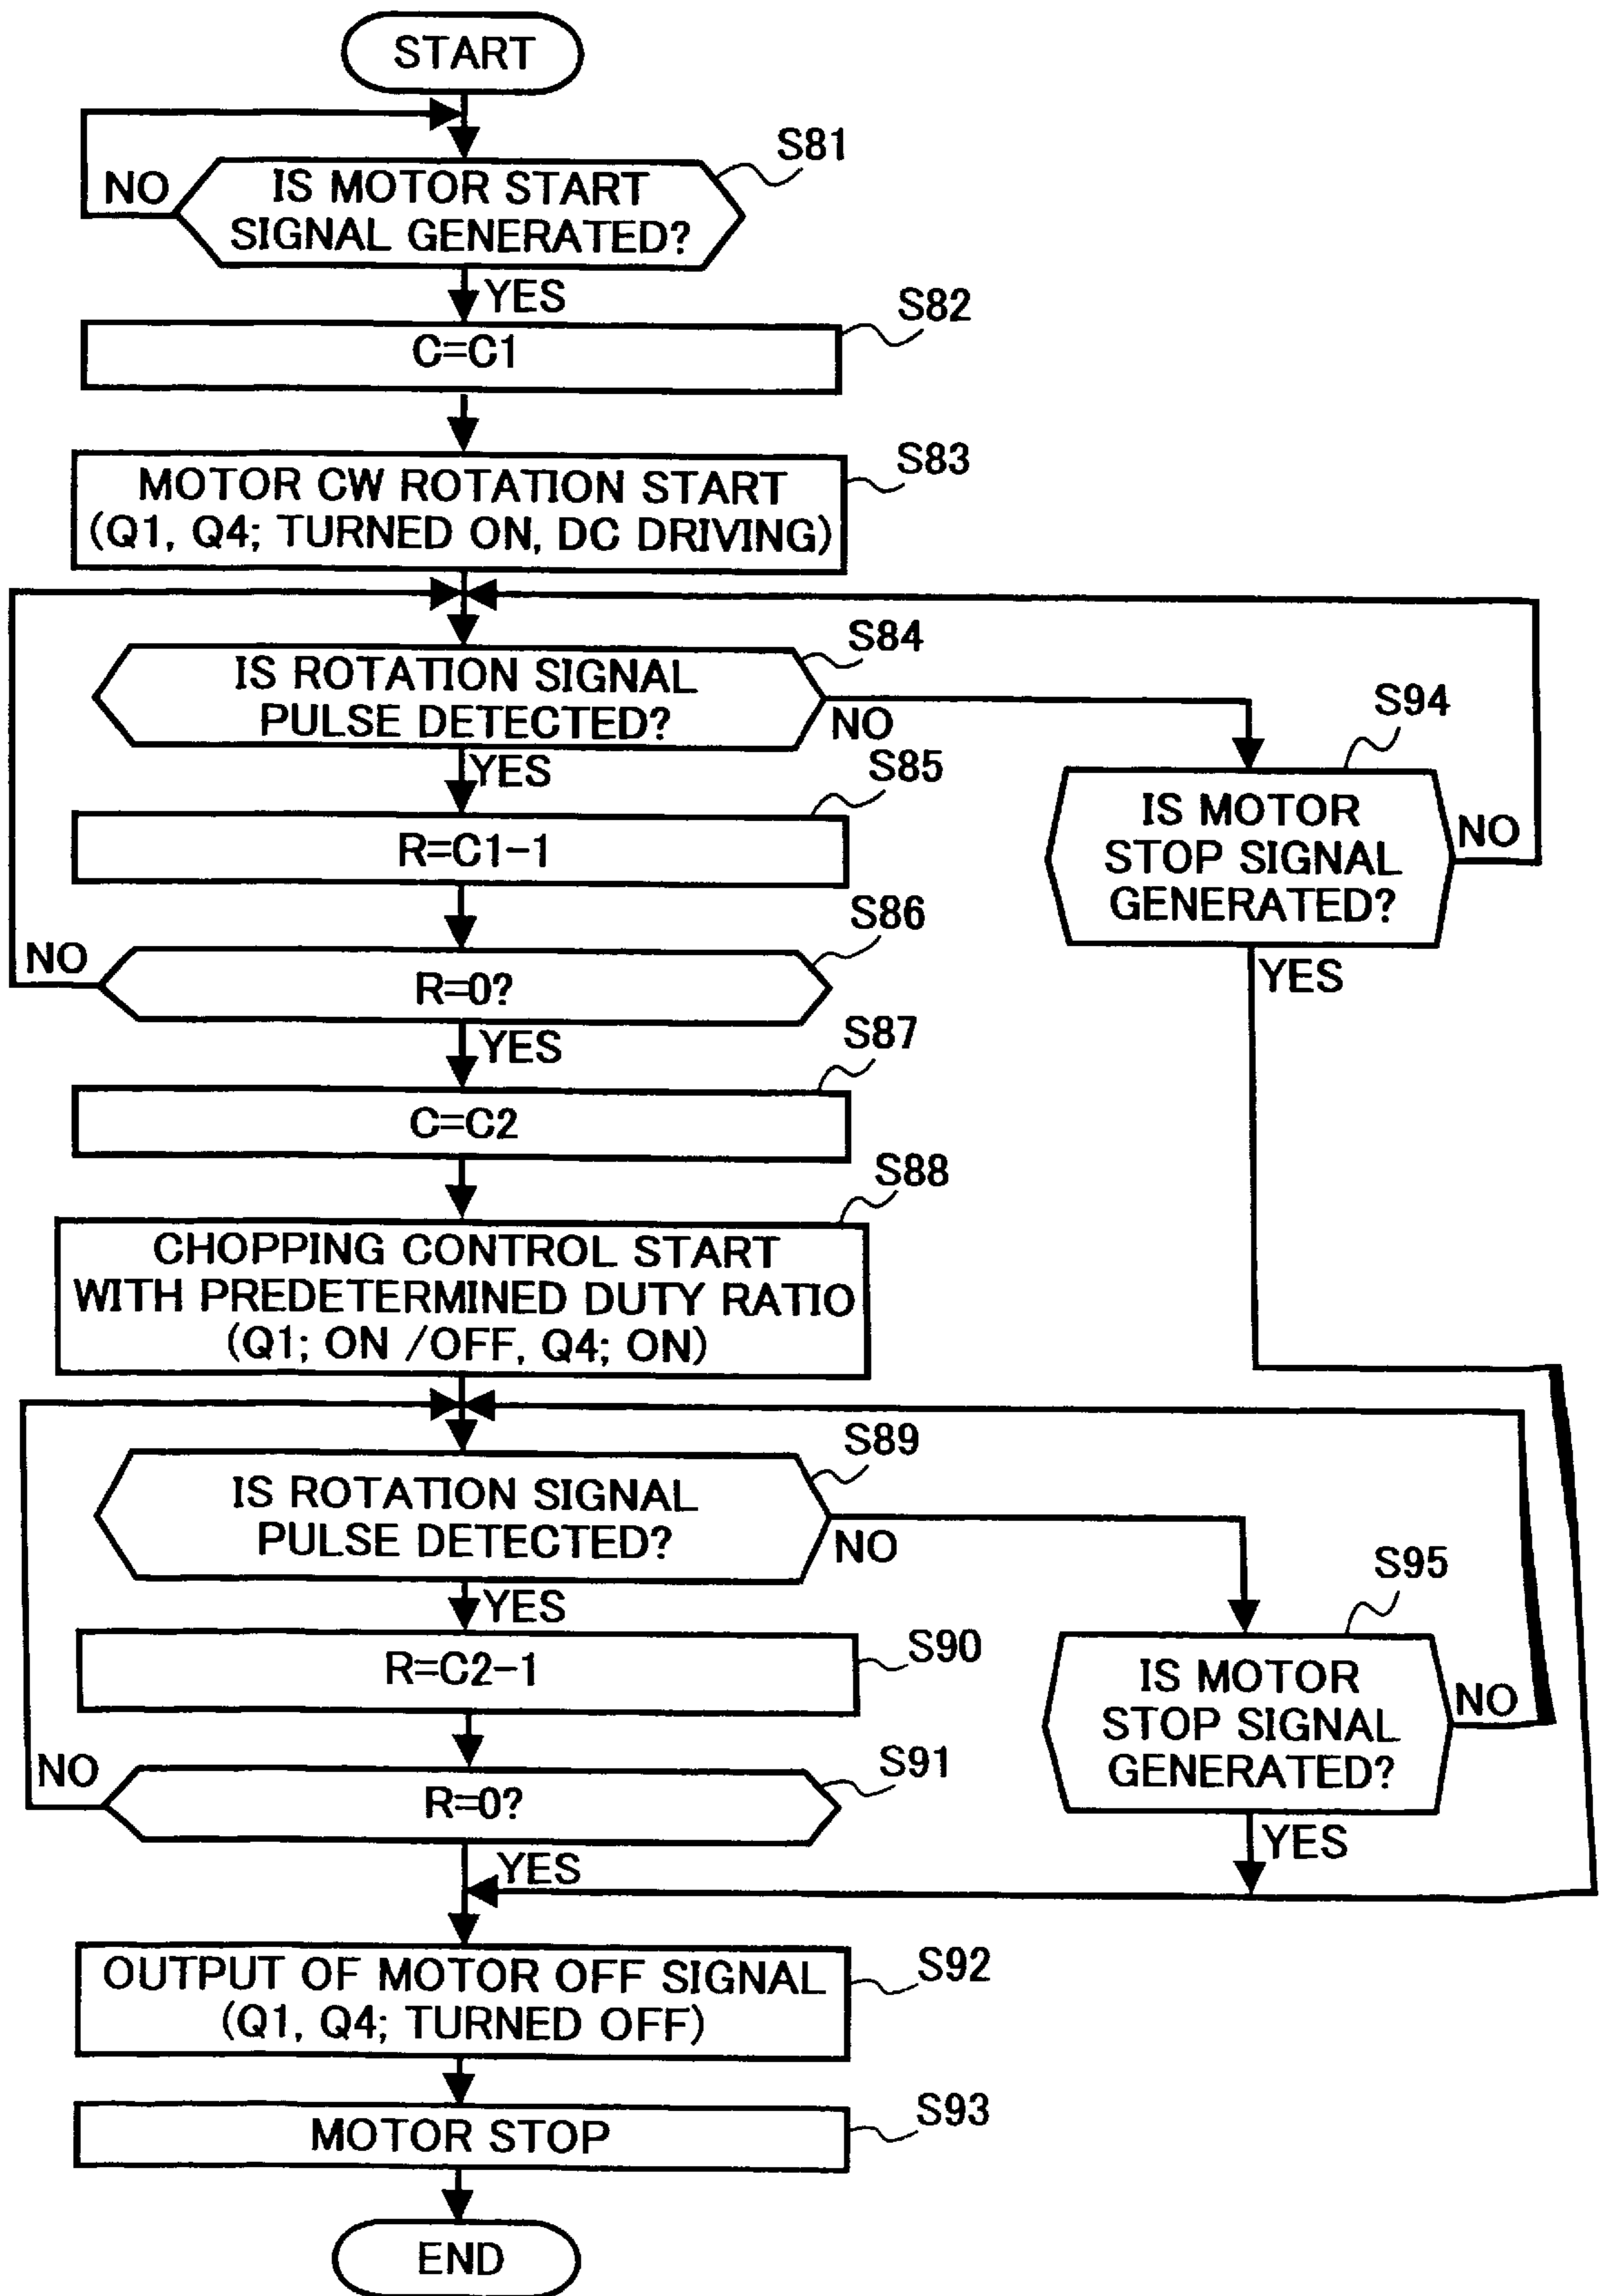 START
S81
NO
IS MOTOR START
SIGNAL GENERATED?
YES
S82
C=C1
S83
MOTOR CW ROTATION START
(Q1, Q4; TURNED ON, DC DRIVING)
S84
IS ROTATION SIGNAL
PULSE DETECTED?
NO
YES
S94
IS MOTOR
STOP SIGNAL
GENERATED?
NO
YES
S85
R=C1-1
S86
NO
R=0?
YES
S87
C=C2
S88
CHOPPING CONTROL START
WITH PREDETERMINED DUTY RATIO
(Q1; ON /OFF, Q4; ON)
S89
IS ROTATION SIGNAL
PULSE DETECTED?
NO
YES
S95
IS MOTOR
STOP SIGNAL
GENERATED?
NO
YES
S90
R=C2-1
S91
NO
R=0?
YES
S92
OUTPUT OF MOTOR OFF SIGNAL
(Q1, Q4; TURNED OFF)
S93
MOTOR STOP
END